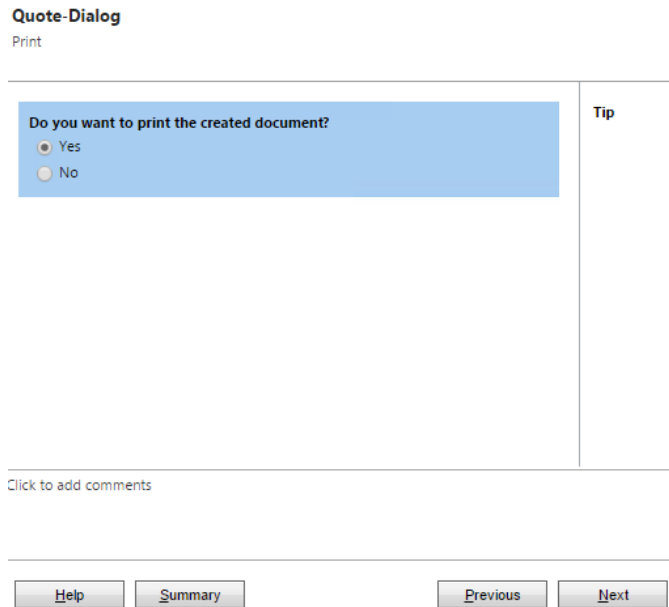 Quote-Dialog
Print
Do you want to print the created document?
Yes
No
Tip
Click to add comments
Help
Summary
Previous
Next